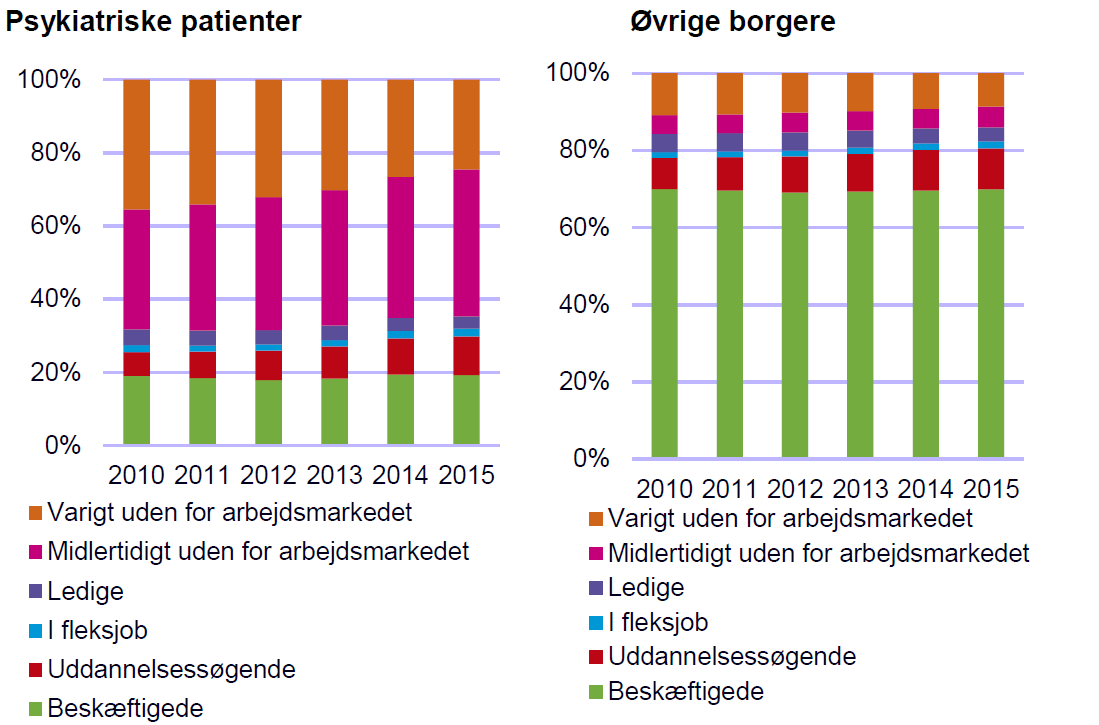 Psykiatriske patienter
100%
80%
60%
40%
20%
0%
2010 2011 2012 2013 2014 2015
Varigt uden for arbejdsmarkedet
Midlertidigt uden for arbejdsmarkedet
Ledige
I fleksjob
Uddannelsessøgende
Beskæftigede
Øvrige borgere
100%
80%
60%
40%
20%
0%
2010 2011 2012 2013 2014 2015
Varigt uden for arbejdsmarkedet
Midlertidigt uden for arbejdsmarkedet
Ledige
I fleksjob
Uddannelsessøgende
Beskæftigede